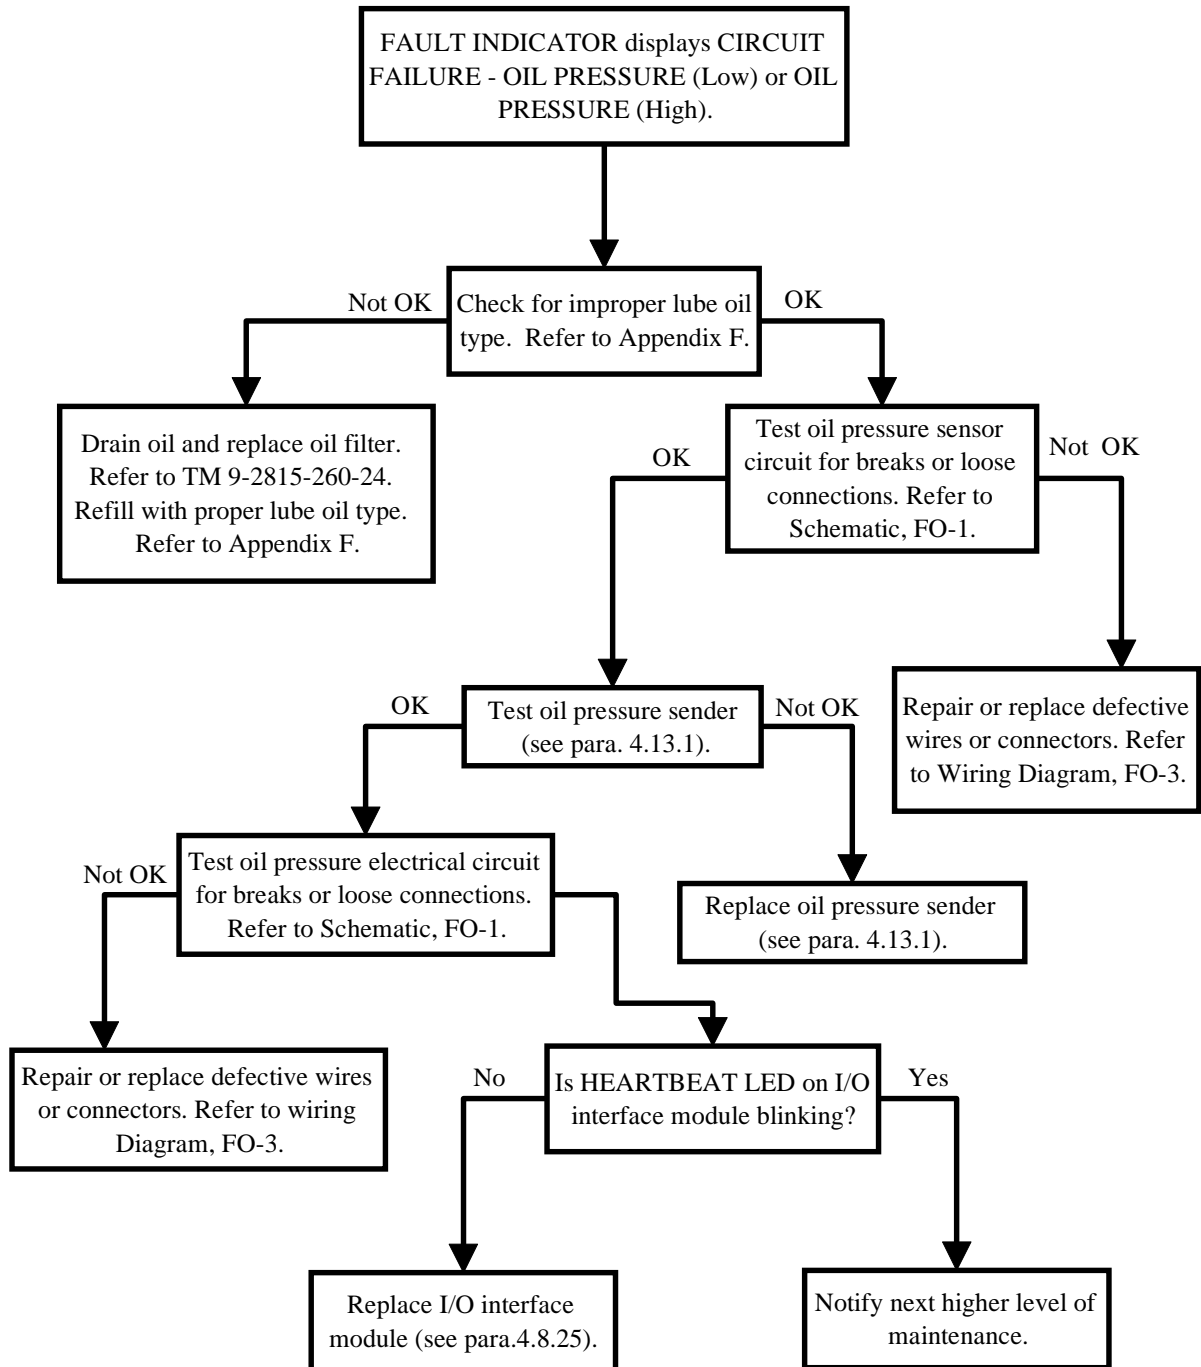 FAULT INDICATOR displays CIRCUIT
FAILURE - OIL PRESSURE (Low) or OIL
PRESSURE (High).
Not OK
Check for improper lube oil
type.  Refer to Appendix F.
OK
Drain oil and replace oil filter.
Refer to TM 9-2815-260-24.
Refill with proper lube oil type.
Refer to Appendix F.
OK
Test oil pressure sensor
circuit for breaks or loose
connections. Refer to
Schematic, FO-1.
Not  OK
OK
Test oil pressure sender
(see para. 4.13.1).
Not OK
Repair or replace defective
wires or connectors. Refer
to Wiring Diagram, FO-3.
Not OK
Test oil pressure electrical circuit
for breaks or loose connections.
Refer to Schematic, FO-1.
Replace oil pressure sender
(see para. 4.13.1).
Repair or replace defective wires
or connectors. Refer to wiring
Diagram, FO-3.
No
Is HEARTBEAT LED on I/O
interface module blinking?
Yes
Replace I/O interface
module (see para.4.8.25).
Notify next higher level of
maintenance.